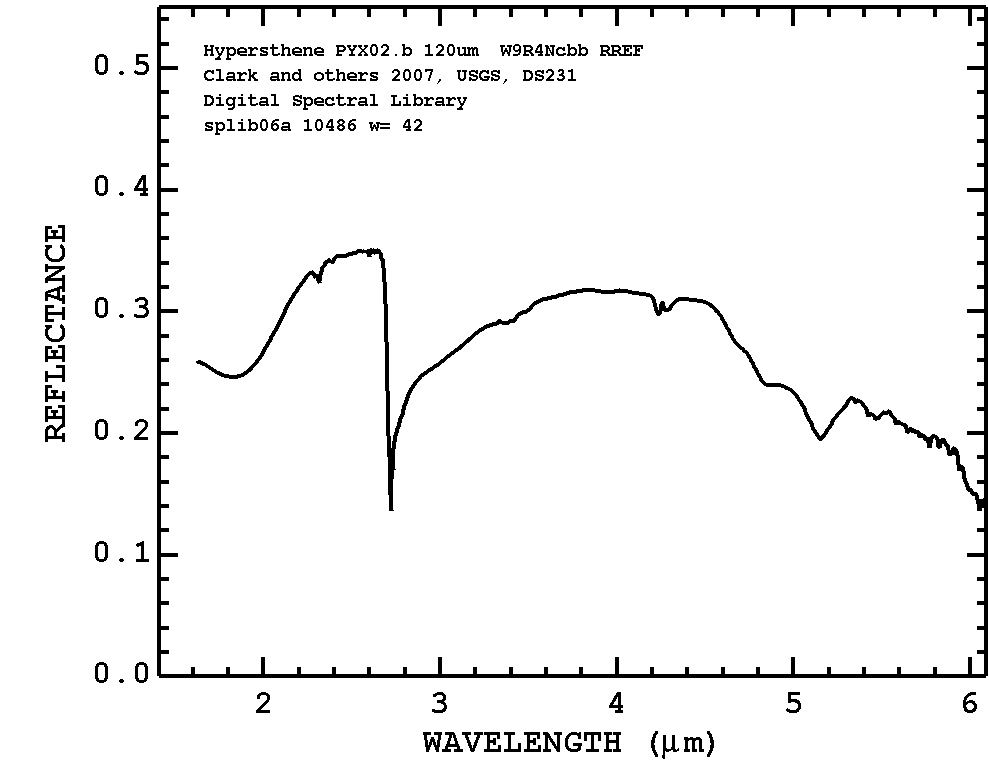 Hypersthene PYX02.b 120um  W9R4Ncbb RREF
Clark and others 2007, USGS, DS231
Digital Spectral Library
splib06a 10486 w= 42
REFLECTANCE
0.5
0.4
0.3
0.2
0.1
0.0
2 3 4 5 6
WAVELENGTH (μm)